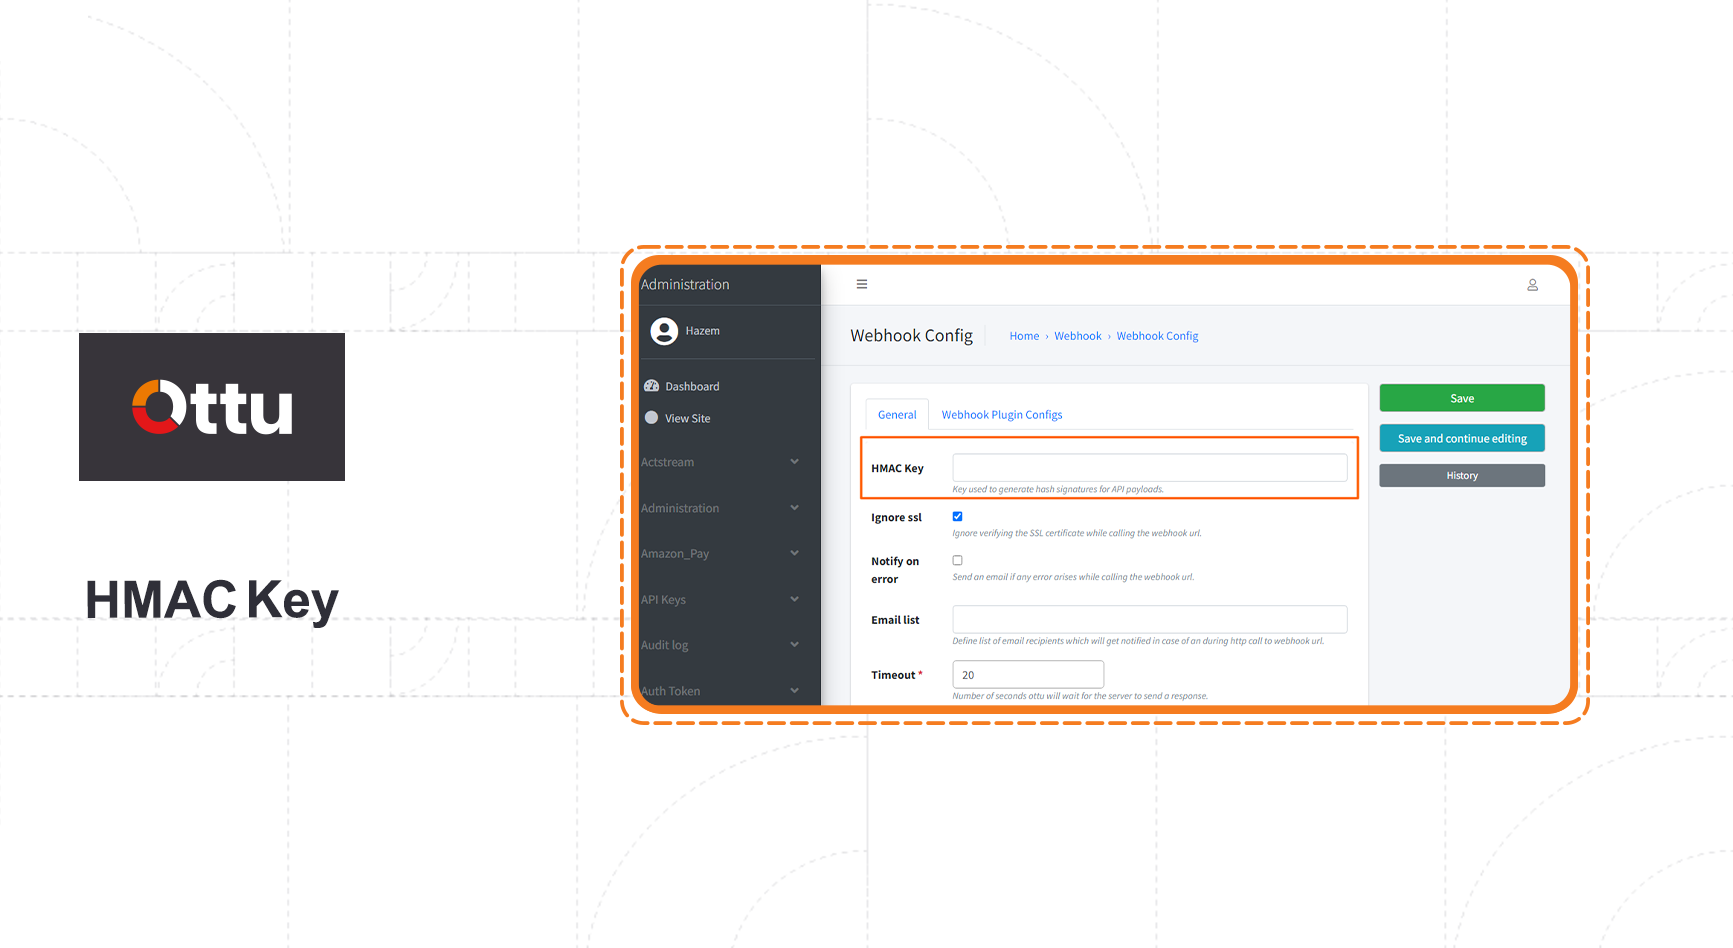 Ottu
HMAC Key
Administration
Hazem
Dashboard
View Site
Actstream
Administration
Amazon_Pay
API Keys
Audit log
Auth Token
Webhook Config
Home › Webhook › Webhook Config
General
Webhook Plugin Configs
HMAC Key
Key used to generate hash signatures for API payloads.
Ignore ssl
Ignore verifying the SSL certificate while calling the webhook url.
Notify on
error
Send an email if any error arises while calling the webhook url.
Email list
Define list of email recipients which will get notified in case of an during http call to webhook url.
Timeout *
20
Number of seconds ottu will wait for the server to send a response.
Save
Save and continue editing
History